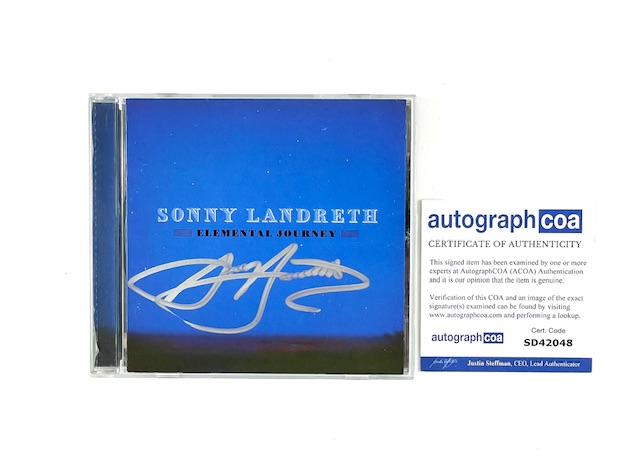 SONNY LANDRETH
ELEMENTAL JOURNEY
autograph coa
CERTIFICATE OF AUTHENTICITY
This signed item has been examined by one or more
experts at AutographCOA (ACOA) Authentication
and it is our opinion that the item is genuine.
Verification of this COA and an image of the exact
signature(s) examined can be found by visiting
www.autographcoa.com and performing a lookup.
autograph coa
Cert. Code
SD42048
Justin Steffman, CEO, Lead Authenticator